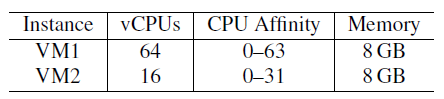 Instance vCPUs CPU Affinity Memory
VM1 64 0–63 8 GB
VM2 16 0–31 8 GB